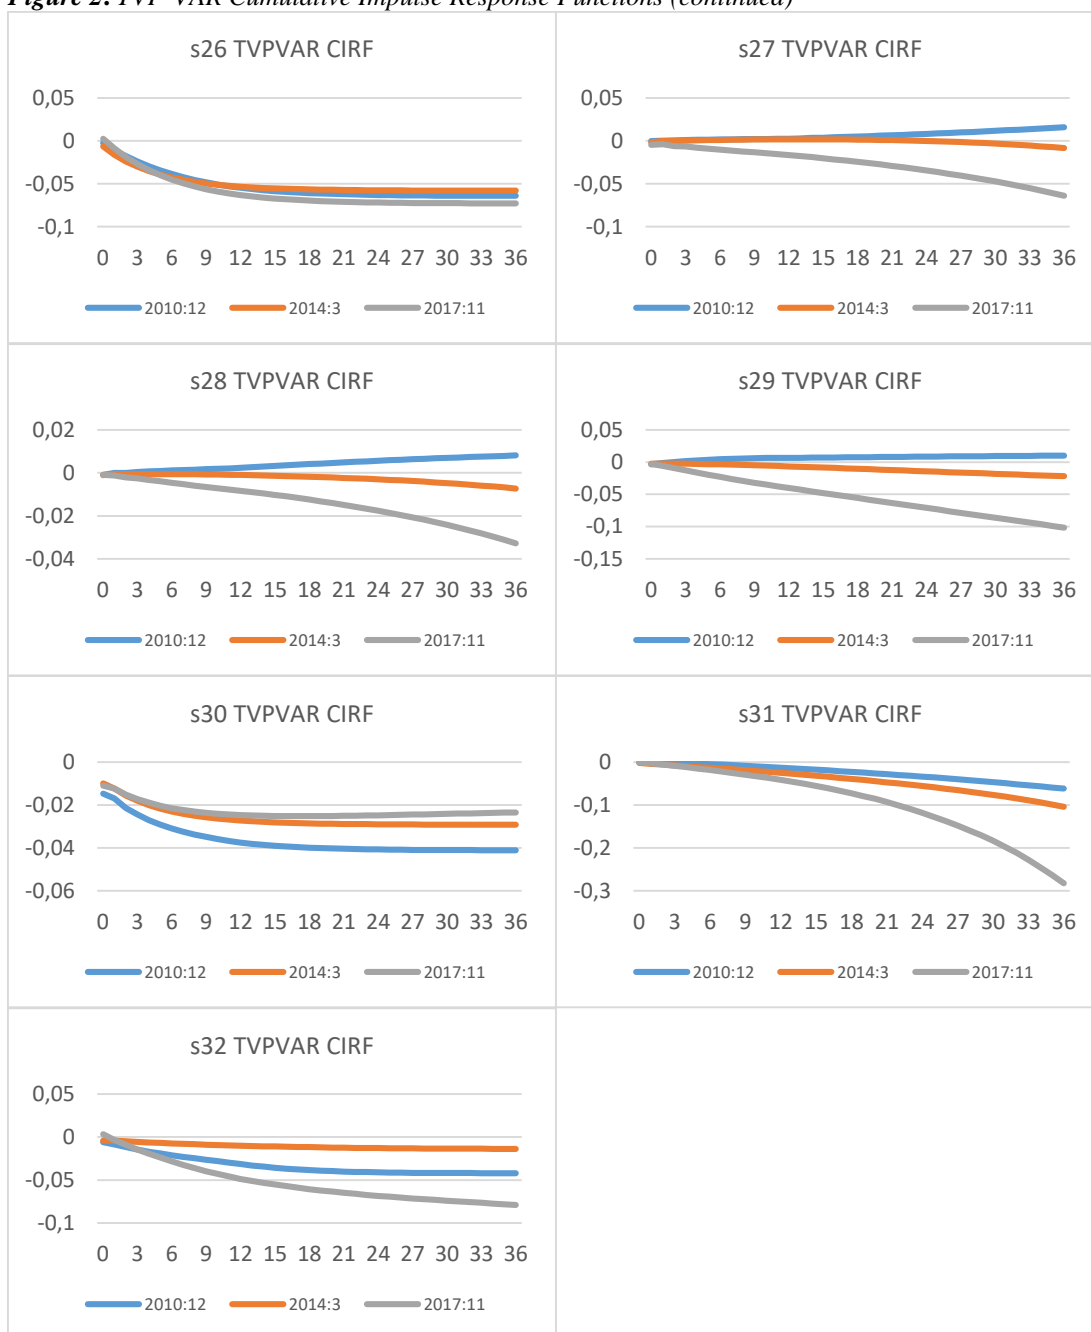 Figure 2: TVP-VAR Cumulative Impulse Response Functions (continued)
s26 TVPVAR CIRF
0,05
0
-0,05
-0,1
0 3 6 9 12 15 18 21 24 27 30 33 36
2010:12 2014:3 2017:11
s27 TVPVAR CIRF
0,05
0
-0,05
-0,1
0 3 6 9 12 15 18 21 24 27 30 33 36
2010:12 2014:3 2017:11
s28 TVPVAR CIRF
0,02
0
-0,02
-0,04
0 3 6 9 12 15 18 21 24 27 30 33 36
2010:12 2014:3 2017:11
s29 TVPVAR CIRF
0,05
0
-0,05
-0,1
-0,15
0 3 6 9 12 15 18 21 24 27 30 33 36
2010:12 2014:3 2017:11
s30 TVPVAR CIRF
0
-0,02
-0,04
-0,06
0 3 6 9 12 15 18 21 24 27 30 33 36
2010:12 2014:3 2017:11
s31 TVPVAR CIRF
0
-0,1
-0,2
-0,3
0 3 6 9 12 15 18 21 24 27 30 33 36
2010:12 2014:3 2017:11
s32 TVPVAR CIRF
0,05
0
-0,05
-0,1
0 3 6 9 12 15 18 21 24 27 30 33 36
2010:12 2014:3 2017:11